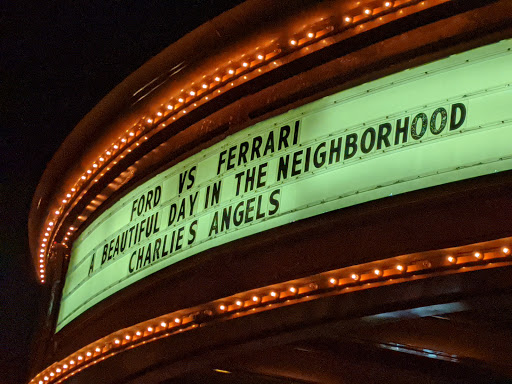 FORD VS FERRARI
A BEAUTIFUL DAY IN THE NEIGHBORHOOD
CHARLIE'S ANGELS